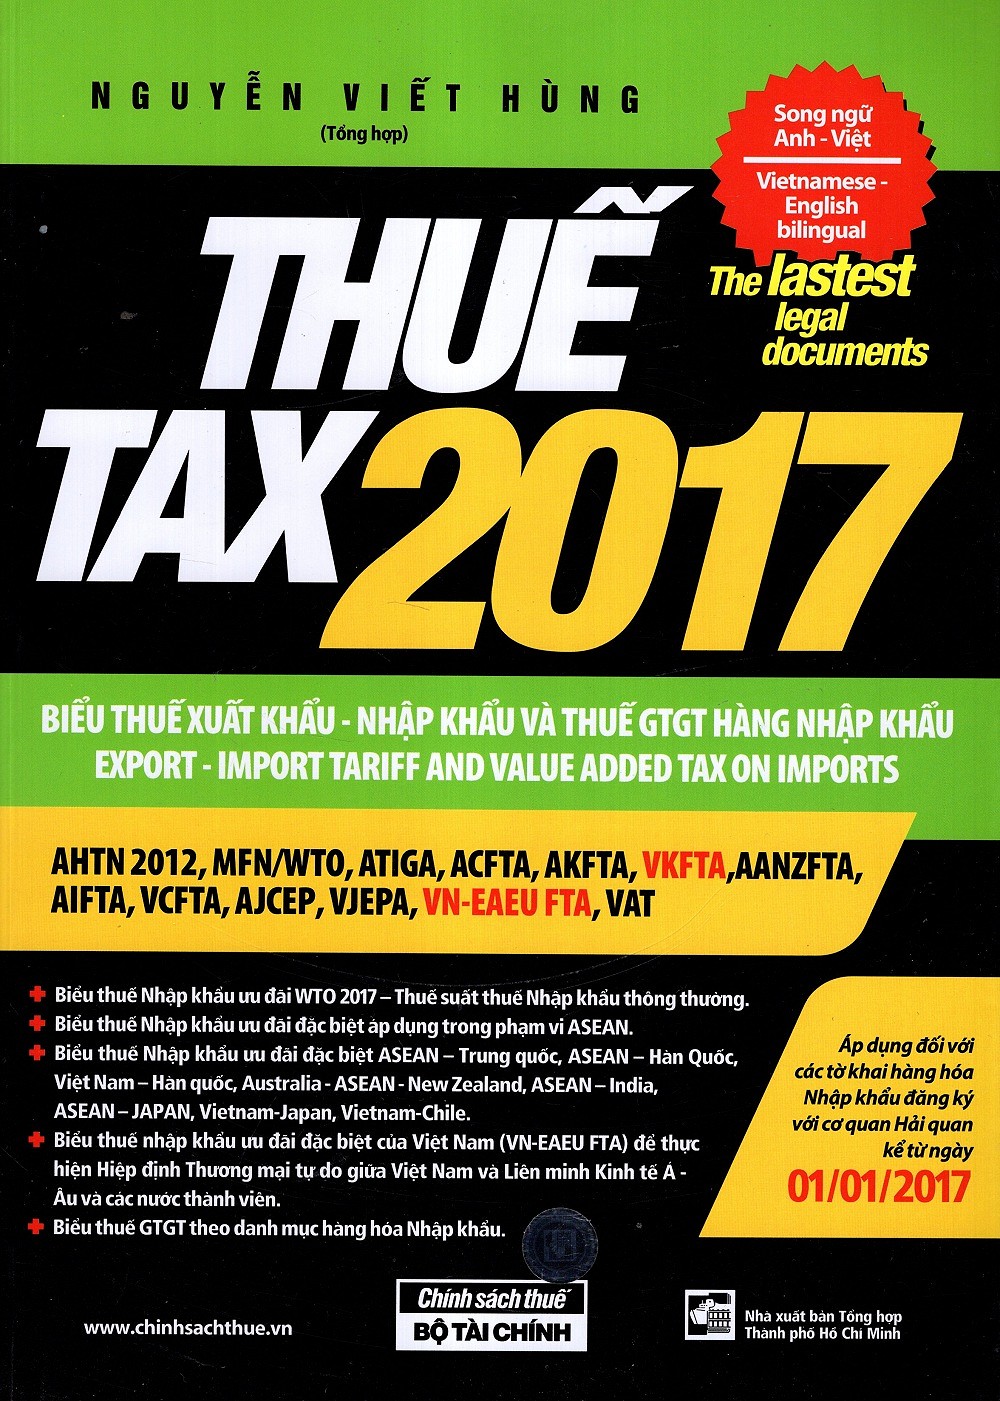 NGUYỄN VIẾT HÙNG
(Tổng hợp)
Song ngữ
Anh - Việt
Vietnamese -
English
bilingual
The lastest
legal
documents
THUẾ
TAX 2017
BIỂU THUẾ XUẤT KHẨU - NHẬP KHẨU VÀ THUẾ GTGT HÀNG NHẬP KHẨU
EXPORT - IMPORT TARIFF AND VALUE ADDED TAX ON IMPORTS
AHTN 2012, MFN/WTO, ATIGA, ACFTA, AKFTA, VKFTA,AANZFTA,
AIFTA, VCFTA, AJCEP, VJEPA, VN-EAEU FTA, VAT
Biểu thuế Nhập khẩu ưu đãi WTO 2017 – Thuế suất thuế Nhập khẩu thông thường.
Biểu thuế Nhập khẩu ưu đãi đặc biệt áp dụng trong phạm vi ASEAN.
Biểu thuế Nhập khẩu ưu đãi đặc biệt ASEAN – Trung quốc, ASEAN – Hàn Quốc,
Việt Nam – Hàn quốc, Australia - ASEAN - New Zealand, ASEAN – India,
ASEAN – JAPAN, Vietnam-Japan, Vietnam-Chile.
Biểu thuế nhập khẩu ưu đãi đặc biệt của Việt Nam (VN-EAEU FTA) để thực
hiện Hiệp định Thương mại tự do giữa Việt Nam và Liên minh Kinh tế Á -
Âu và các nước thành viên.
Biểu thuế GTGT theo danh mục hàng hóa Nhập khẩu.
Áp dụng đối với
các tờ khai hàng hóa
Nhập khẩu đăng ký
với cơ quan Hải quan
kể từ ngày
01/01/2017
www.chinhsachthue.vn
Chính sách thuế
BỘ TÀI CHÍNH
Nhà xuất bản Tổng hợp
Thành phố Hồ Chí Minh